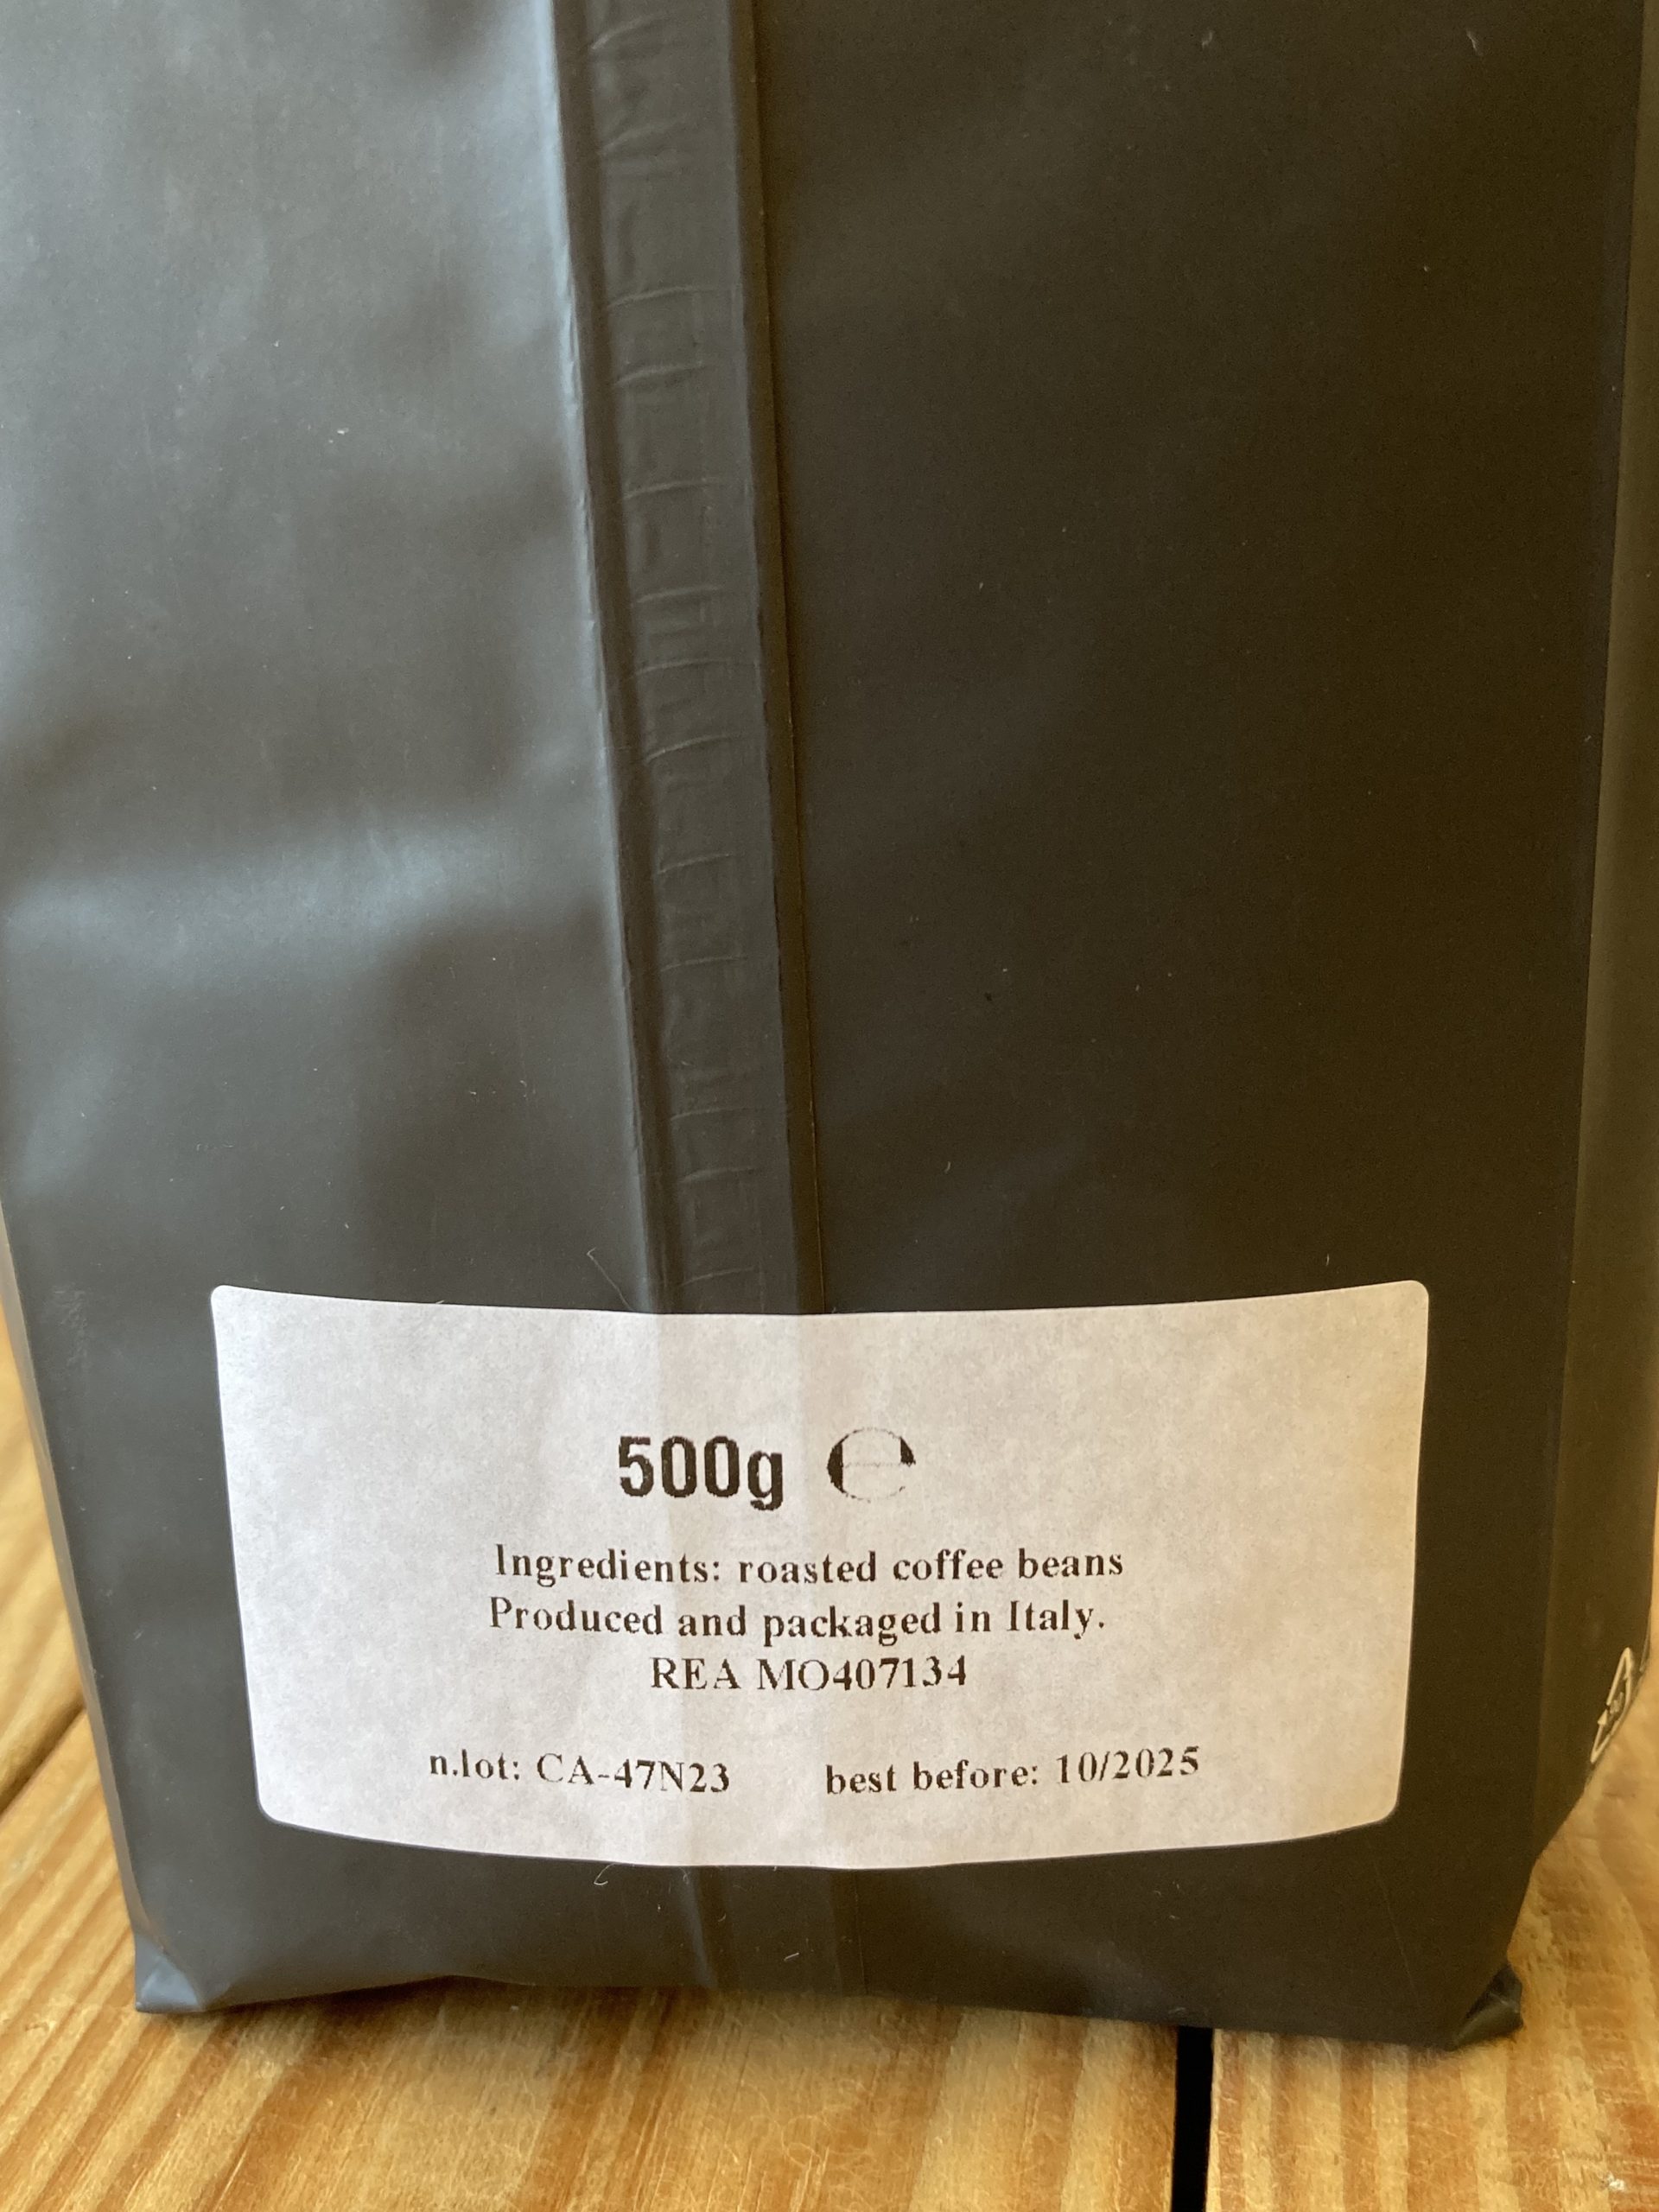 500g ℮
Ingredients: roasted coffee beans
Produced and packaged in Italy.
REA MO407134
n.lot: CA-47N23 best before: 10/2025